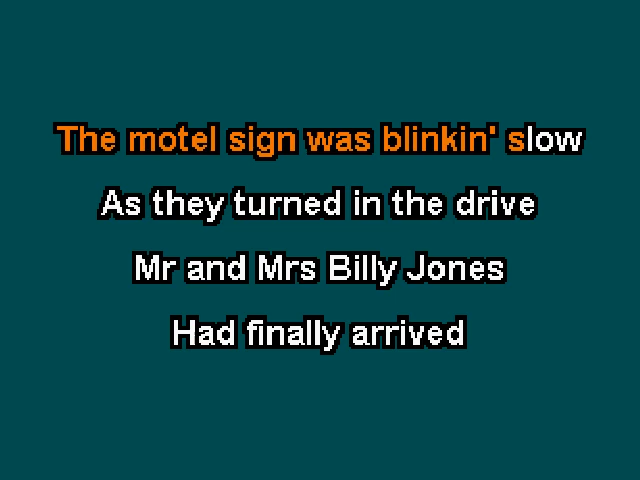 The motel sign was blinkin' slow
As they turned in the drive
Mr and Mrs Billy Jones
Had finally arrived